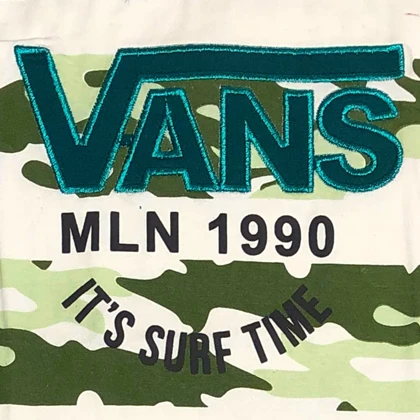 VANS
MLN 1990
IT'S SURF TIME